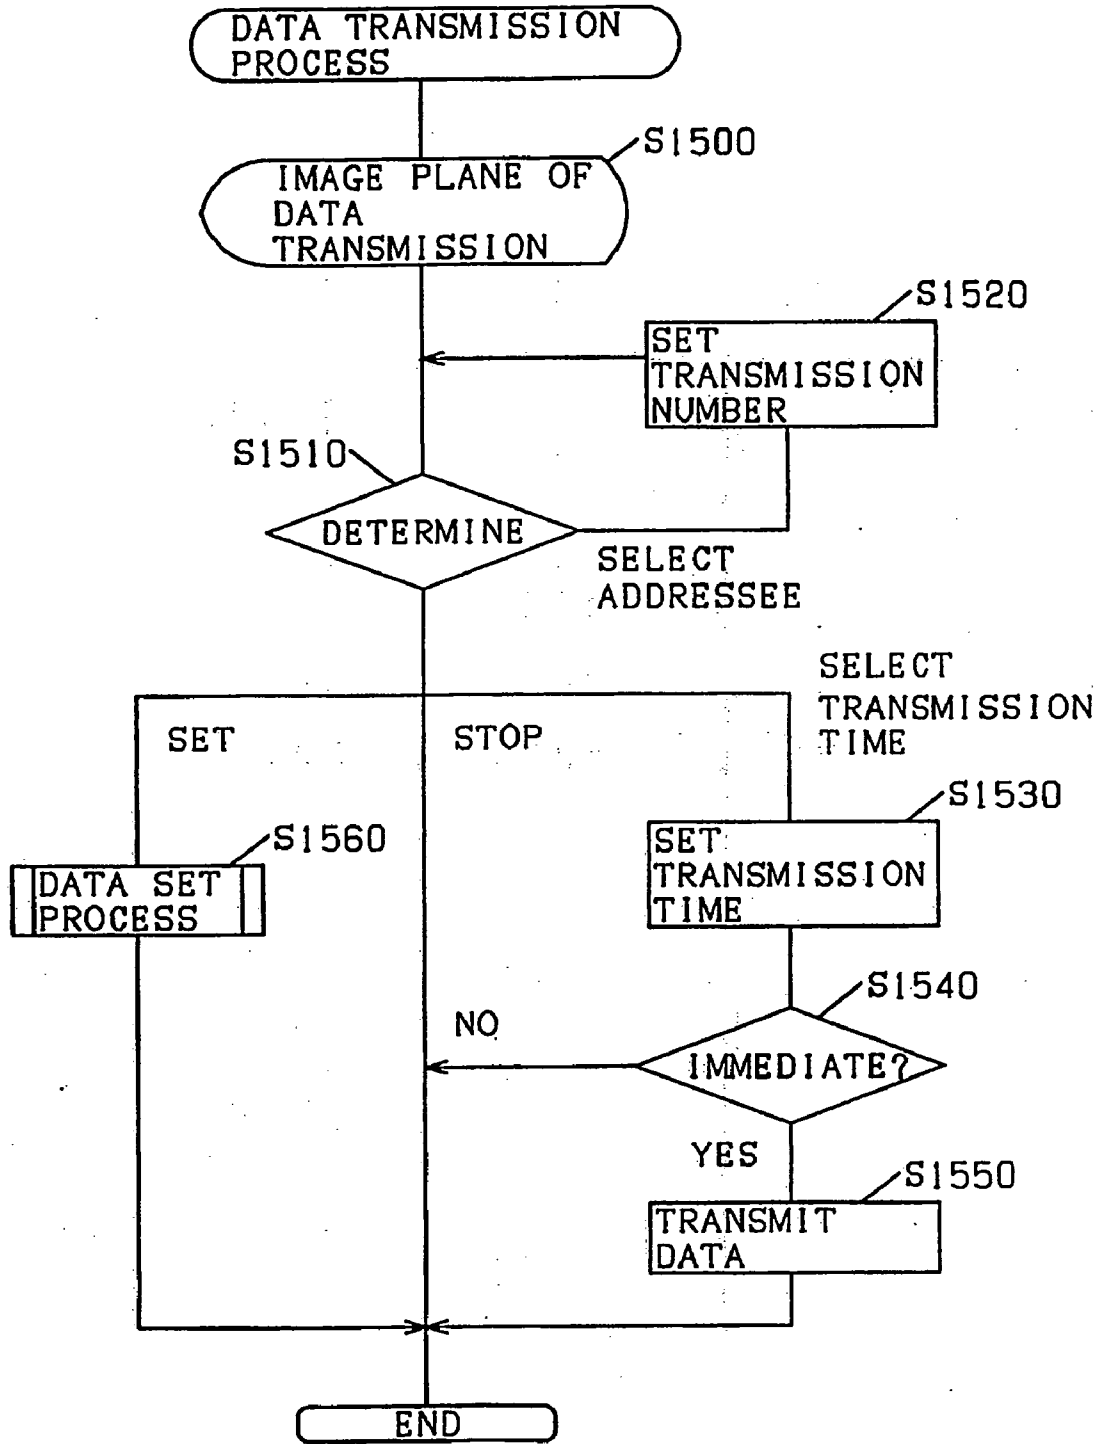 DATA TRANSMISSION
PROCESS
S1500
IMAGE PLANE OF
DATA
TRANSMISSION
S1520
SET
TRANSMISSION
NUMBER
S1510
DETERMINE
SELECT
ADDRESSEE
SELECT
TRANSMISSION
TIME
SET
STOP
S1530
S1560
SET
TRANSMISSION
TIME
DATA SET
PROCESS
S1540
NO
IMMEDIATE?
YES
S1550
TRANSMIT
DATA
END